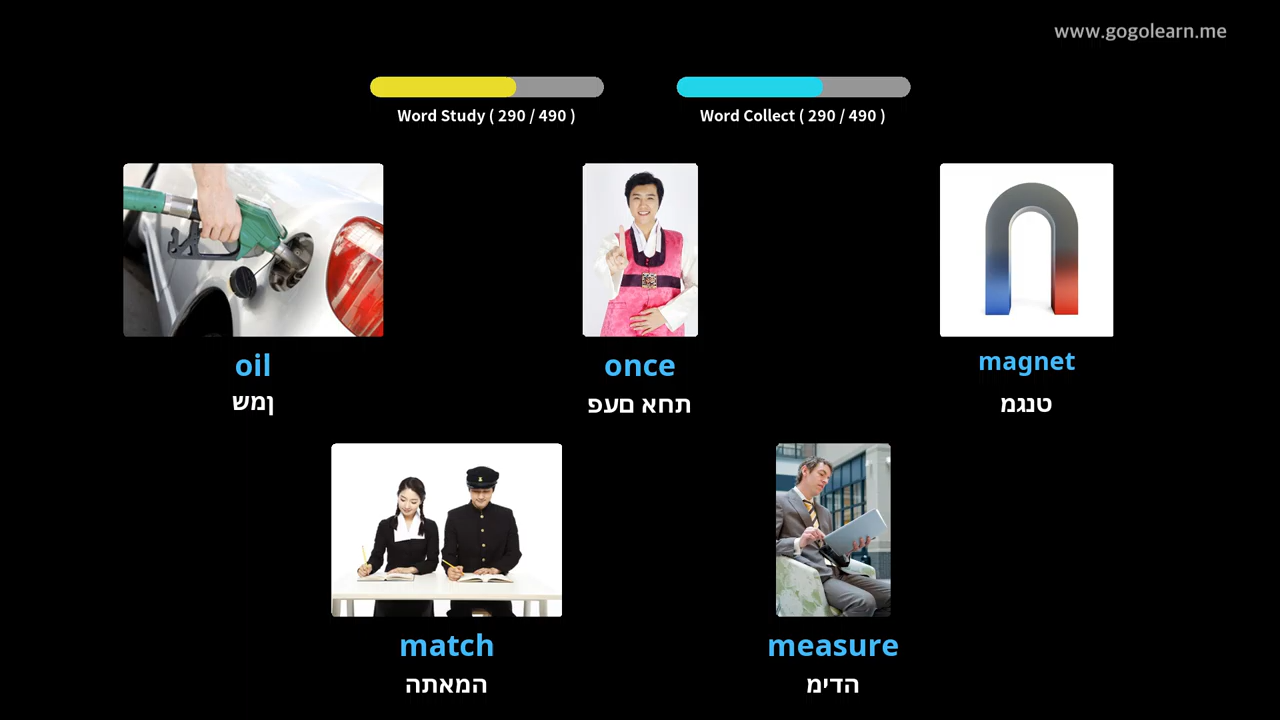 www.gogolearn.me
Word Study ( 290 / 490 )
Word Collect ( 290 / 490 )
oil
שמן
once
פעם אחת
magnet
מגנט
match
התאמה
measure
מידה